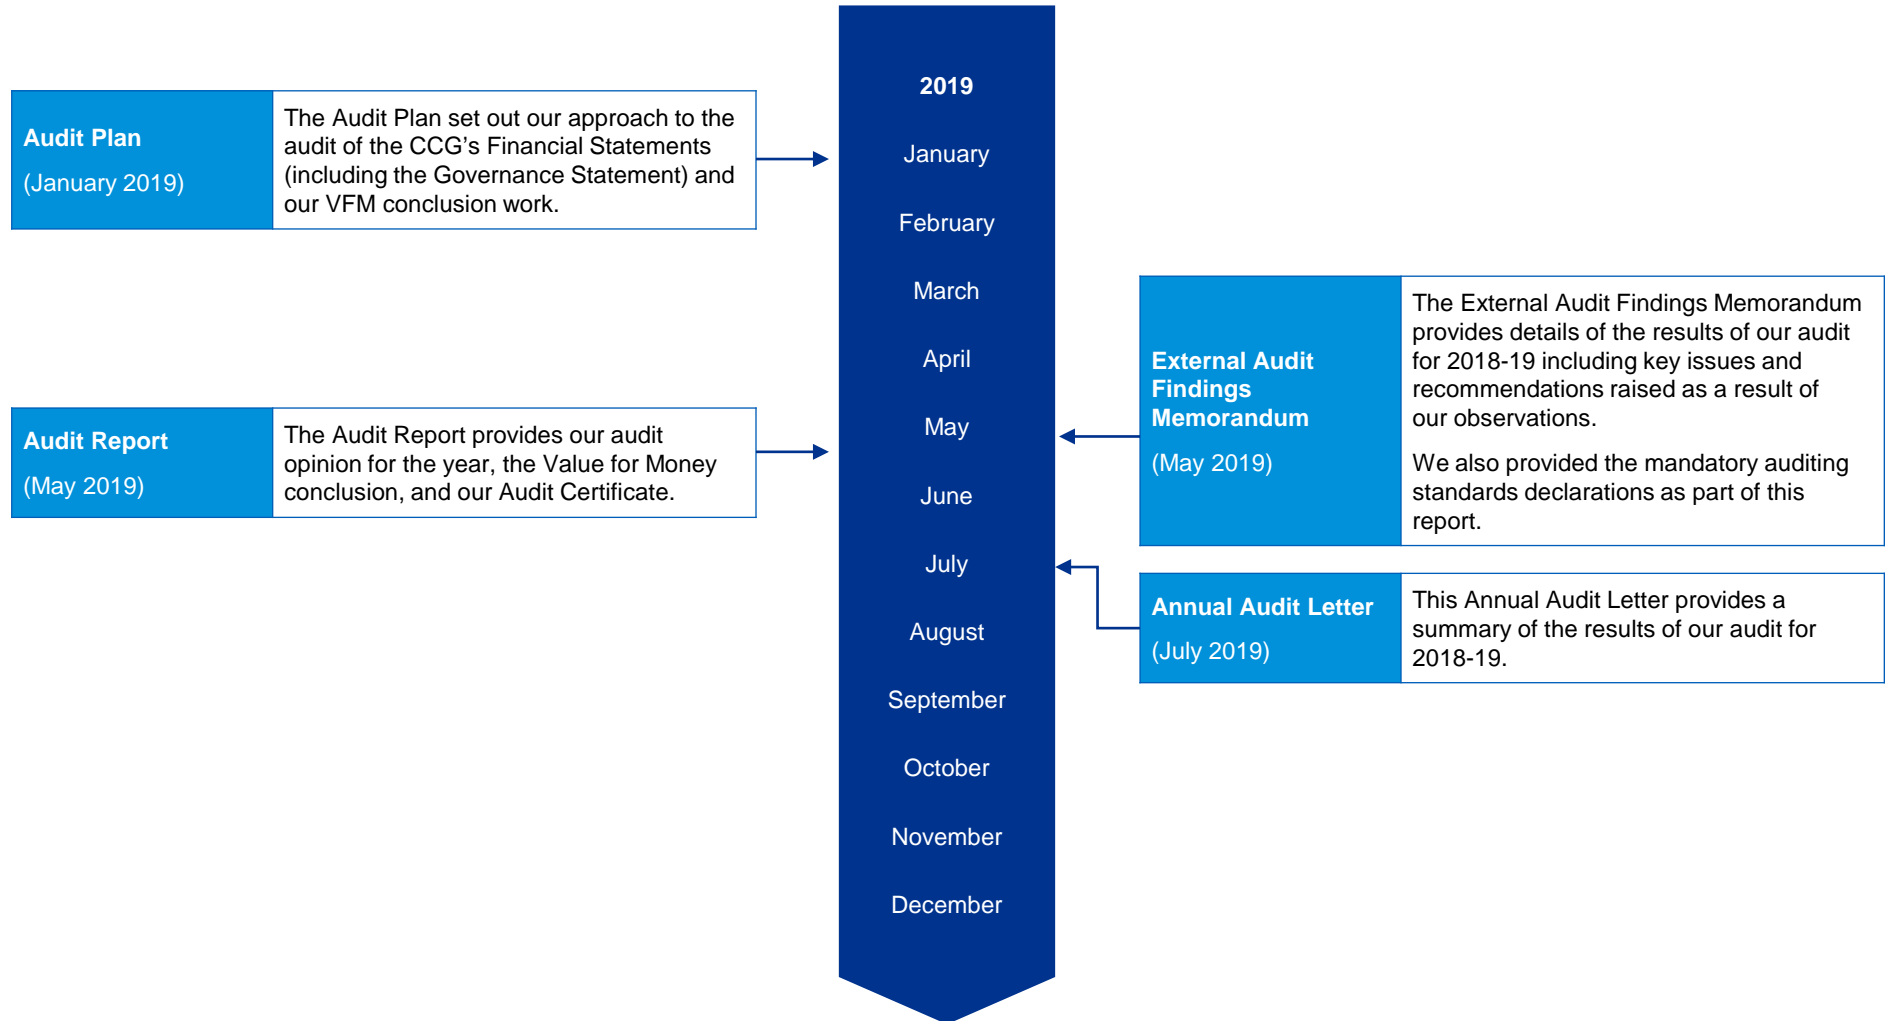 Audit Plan
(January 2019)
The Audit Plan set out our approach to the
audit of the CCG's Financial Statements
(including the Governance Statement) and
our VFM conclusion work.
Audit Report
(May 2019)
The Audit Report provides our audit
opinion for the year, the Value for Money
conclusion, and our Audit Certificate.
2019
January
February
March
April
May
June
July
August
September
October
November
December
External Audit
Findings
Memorandum
(May 2019)
The External Audit Findings Memorandum
provides details of the results of our audit
for 2018-19 including key issues and
recommendations raised as a result of
our observations.
We also provided the mandatory auditing
standards declarations as part of this
report.
Annual Audit Letter
(July 2019)
This Annual Audit Letter provides a
summary of the results of our audit for
2018-19.